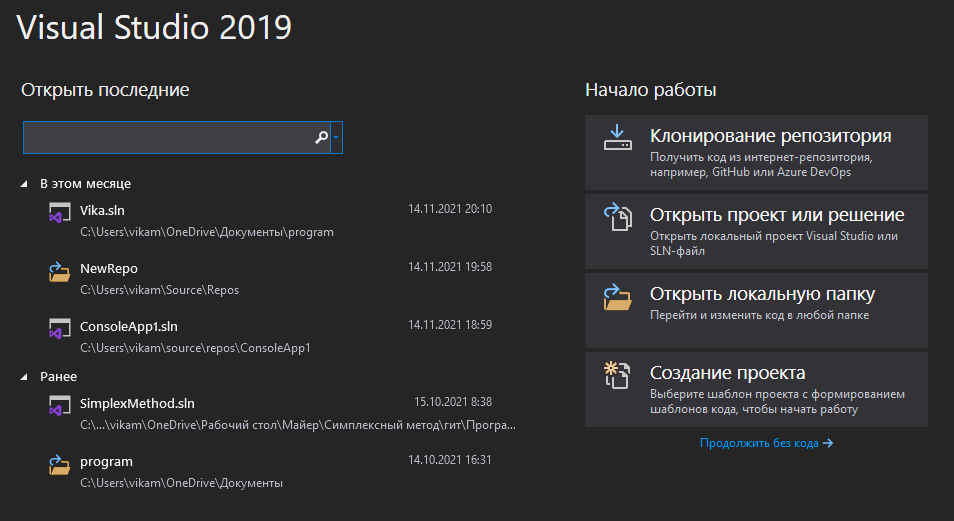 Visual Studio 2019
Открыть последние
В этом месяце
Vika.sln
14.11.2021 20:10
C:\Users\vikam\OneDrive\Документы\program
NewRepo
14.11.2021 19:58
C:\Users\vikam\Source\Repos
ConsoleApp1.sln
14.11.2021 18:59
C:\Users\vikam\source\repos\ConsoleApp1
Ранее
SimplexMethod.sln
15.10.2021 8:38
C:\...\vikam\OneDrive\Рабочий стол\Майер\Симплексный метод\гит\Програ...
program
14.10.2021 16:31
C:\Users\vikam\OneDrive\Документы
Начало работы
Клонирование репозитория
Получить код из интернет-репозитория,
например, GitHub или Azure DevOps
Открыть проект или решение
Открыть локальный проект Visual Studio или
SLN-файл
Открыть локальную папку
Перейти и изменить код в любой папке
Создание проекта
Выберите шаблон проекта с формированием
шаблонов кода, чтобы начать работу
Продолжить без кода →